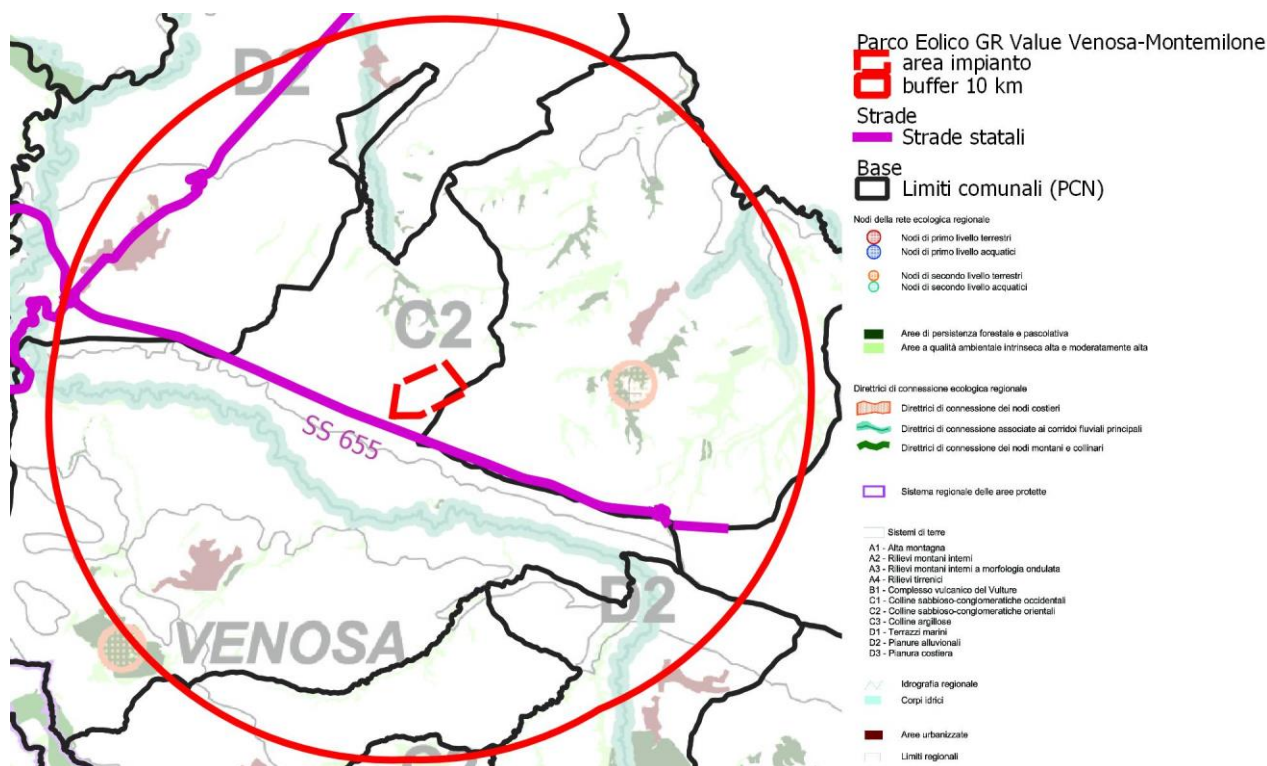 D2
C2
SS 655
D2
VENOSA
C2
Parco Eolico GR Value Venosa-Montemilone
area impianto
buffer 10 km
Strade
Strade statali
Base
Limiti comunali (PCN)
Nodi della rete ecologica regionale
Nodi di primo livello terrestri
Nodi di primo livello acquatici
Nodi di secondo livello terrestri
Nodi di secondo livello acquatici
Aree di persistenza forestale e pascolativa
Aree a qualità ambientale intrinseca alta e moderatamente alta
Direttrici di connessione ecologica regionale
Direttrici di connessione dei nodi costieri
Direttrici di connessione associate ai corridoi fluviali principali
Direttrici di connessione dei nodi montani e collinari
Sistema regionale delle aree protette
Sistemi di terre
A1 - Alta montagna
A2 - Rilievi montani interni
A3 - Rilievi montani interni a morfologia ondulata
A4 - Rilievi tirrenici
B1 - Complesso vulcanico del Vulture
C1 - Colline sabbioso-conglomeratiche occidentali
C2 - Colline sabbioso-conglomeratiche orientali
C3 - Colline argillose
D1 - Terrazzi marini
D2 - Pianure alluvionali
D3 - Pianura costiera
Idrografia regionale
Corpi idrici
Aree urbanizzate
Limiti regionali